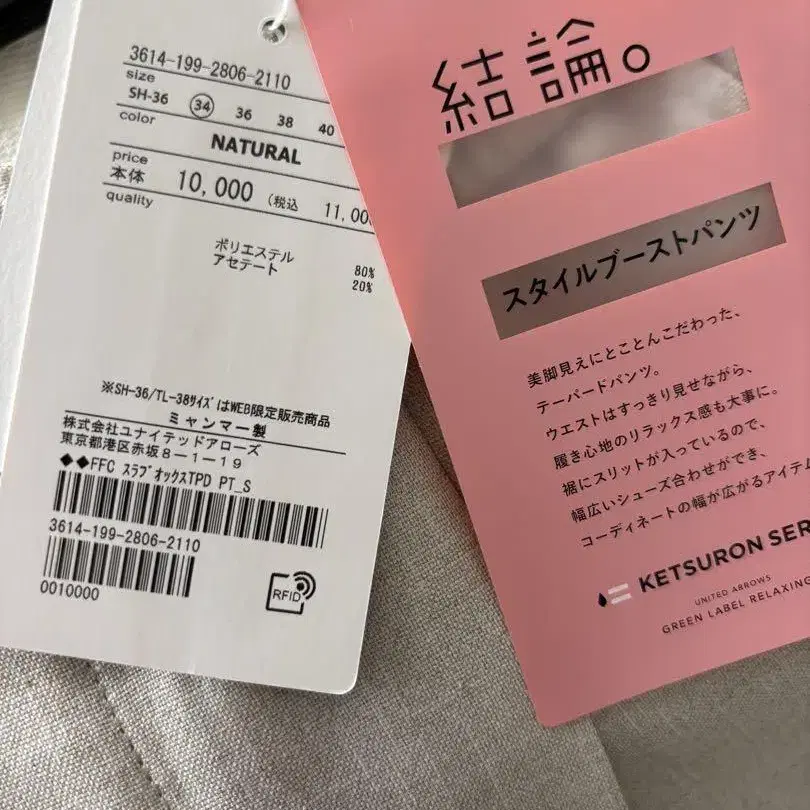 3614-199-2806-2110
size
SH-36 34 36 38 40
color
NATURAL
price
本体 10,000 (税込 11,00
quality
ポリエステル 80%
アセテート 20%
※SH-36/TL-38ｻｲｽﾞはWEB限定販売商品
ミャンマー製
株式会社ユナイテッドアローズ
東京都港区赤坂8-1-19
◆◆FFC ｽﾗﾌﾞｵｯｸｽTPD PT_S
3614-199-2806-2110
0010000
RFID
結論。
スタイルブーストパンツ
美脚見えにとことんこだわった、
テーパードパンツ。
ウエストはすっきり見せながら、
履き心地のリラックス感も大事に。
裾にスリットが入っているので、
幅広いシューズ合わせができ、
コーディネートの幅が広がるアイテム
KETSURON SER
UNITED ARROWS
GREEN LABEL RELAXING